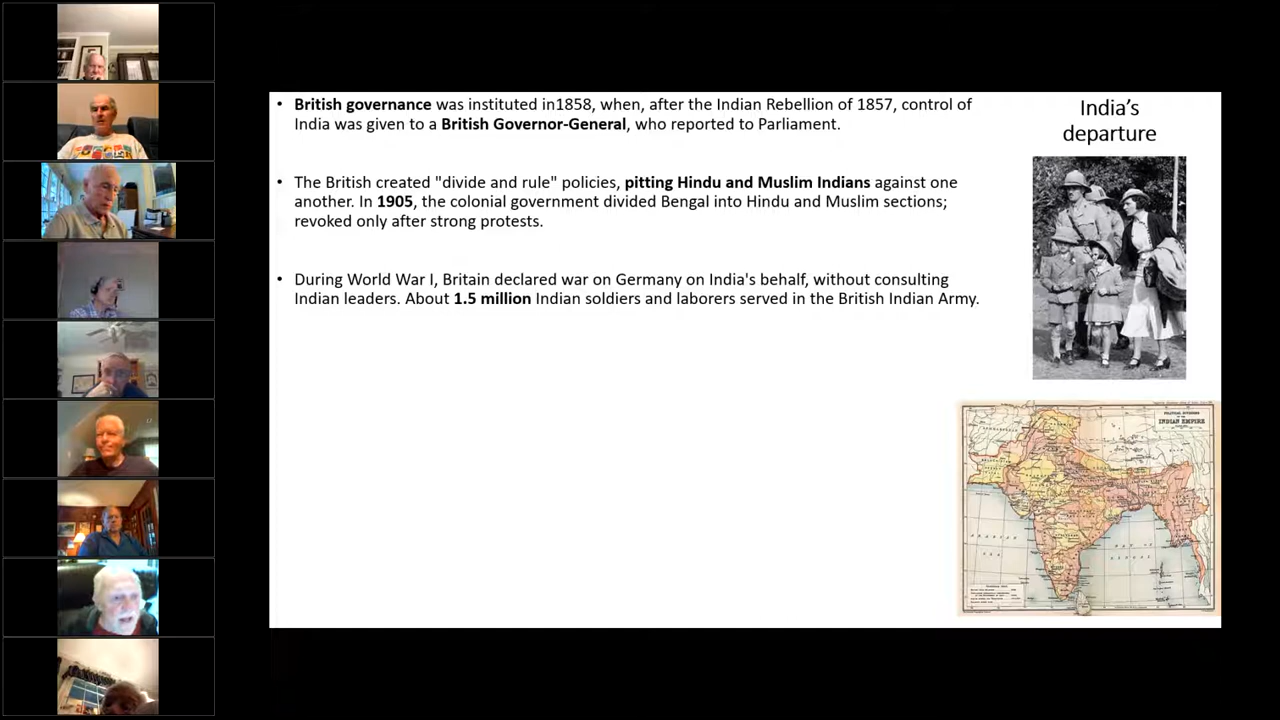 • British governance was instituted in1858, when, after the Indian Rebellion of 1857, control of
India was given to a British Governor-General, who reported to Parliament.
• The British created "divide and rule" policies, pitting Hindu and Muslim Indians against one
another. In 1905, the colonial government divided Bengal into Hindu and Muslim sections;
revoked only after strong protests.
• During World War I, Britain declared war on Germany on India's behalf, without consulting
Indian leaders. About 1.5 million Indian soldiers and laborers served in the British Indian Army.
India’s
departure
INDIAN EMPIRE